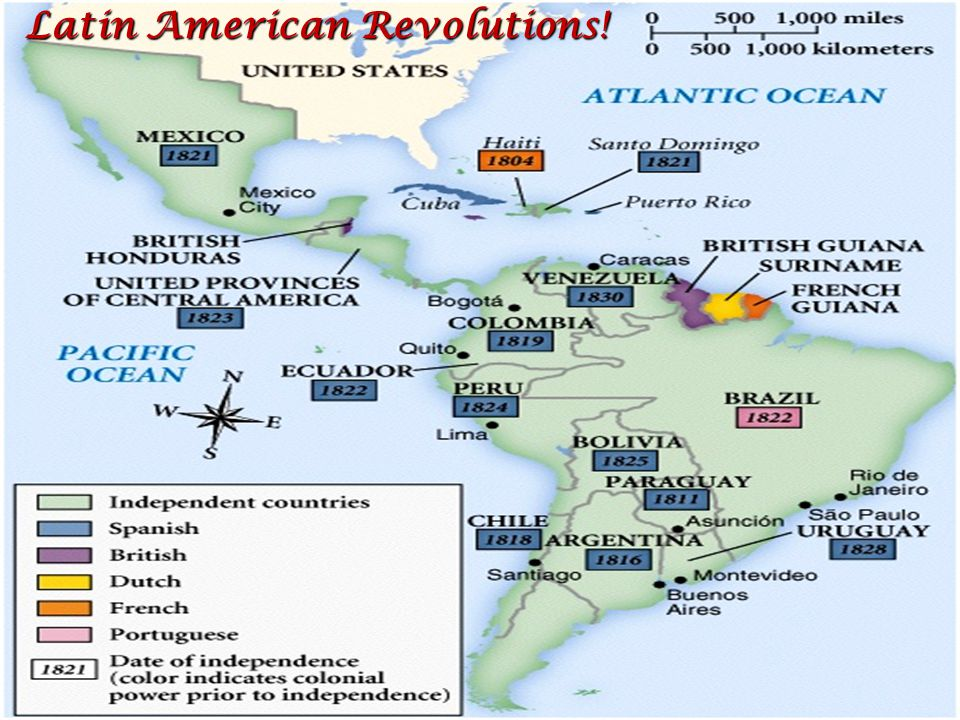 Latin American Revolutions!
0 500 1,000 miles
0 500 1,000 kilometers
UNITED STATES
ATLANTIC OCEAN
MEXICO
1821
Haiti
1804
Santo Domingo
1821
Mexico
City
Cuba
Puerto Rico
BRITISH
HONDURAS
BRITISH GUIANA
SURINAME
FRENCH
GUIANA
Caracas
VENEZUELA
1830
UNITED PROVINCES
OF CENTRAL AMERICA
1823
Bogotá
COLOMBIA
1819
PACIFIC
OCEAN
Quito
ECUADOR
1822
N
W
E
S
PERU
1824
Lima
BRAZIL
1822
BOLIVIA
1825
PARAGUAY
1811
Rio de
Janeiro
São Paulo
CHILE
1818
Asunción
ARGENTINA
1816
URUGUAY
1828
Santiago
Montevideo
Buenos
Aires
Independent countries
Spanish
British
Dutch
French
Portuguese
1821
Date of independence
(color indicates colonial
power prior to independence)